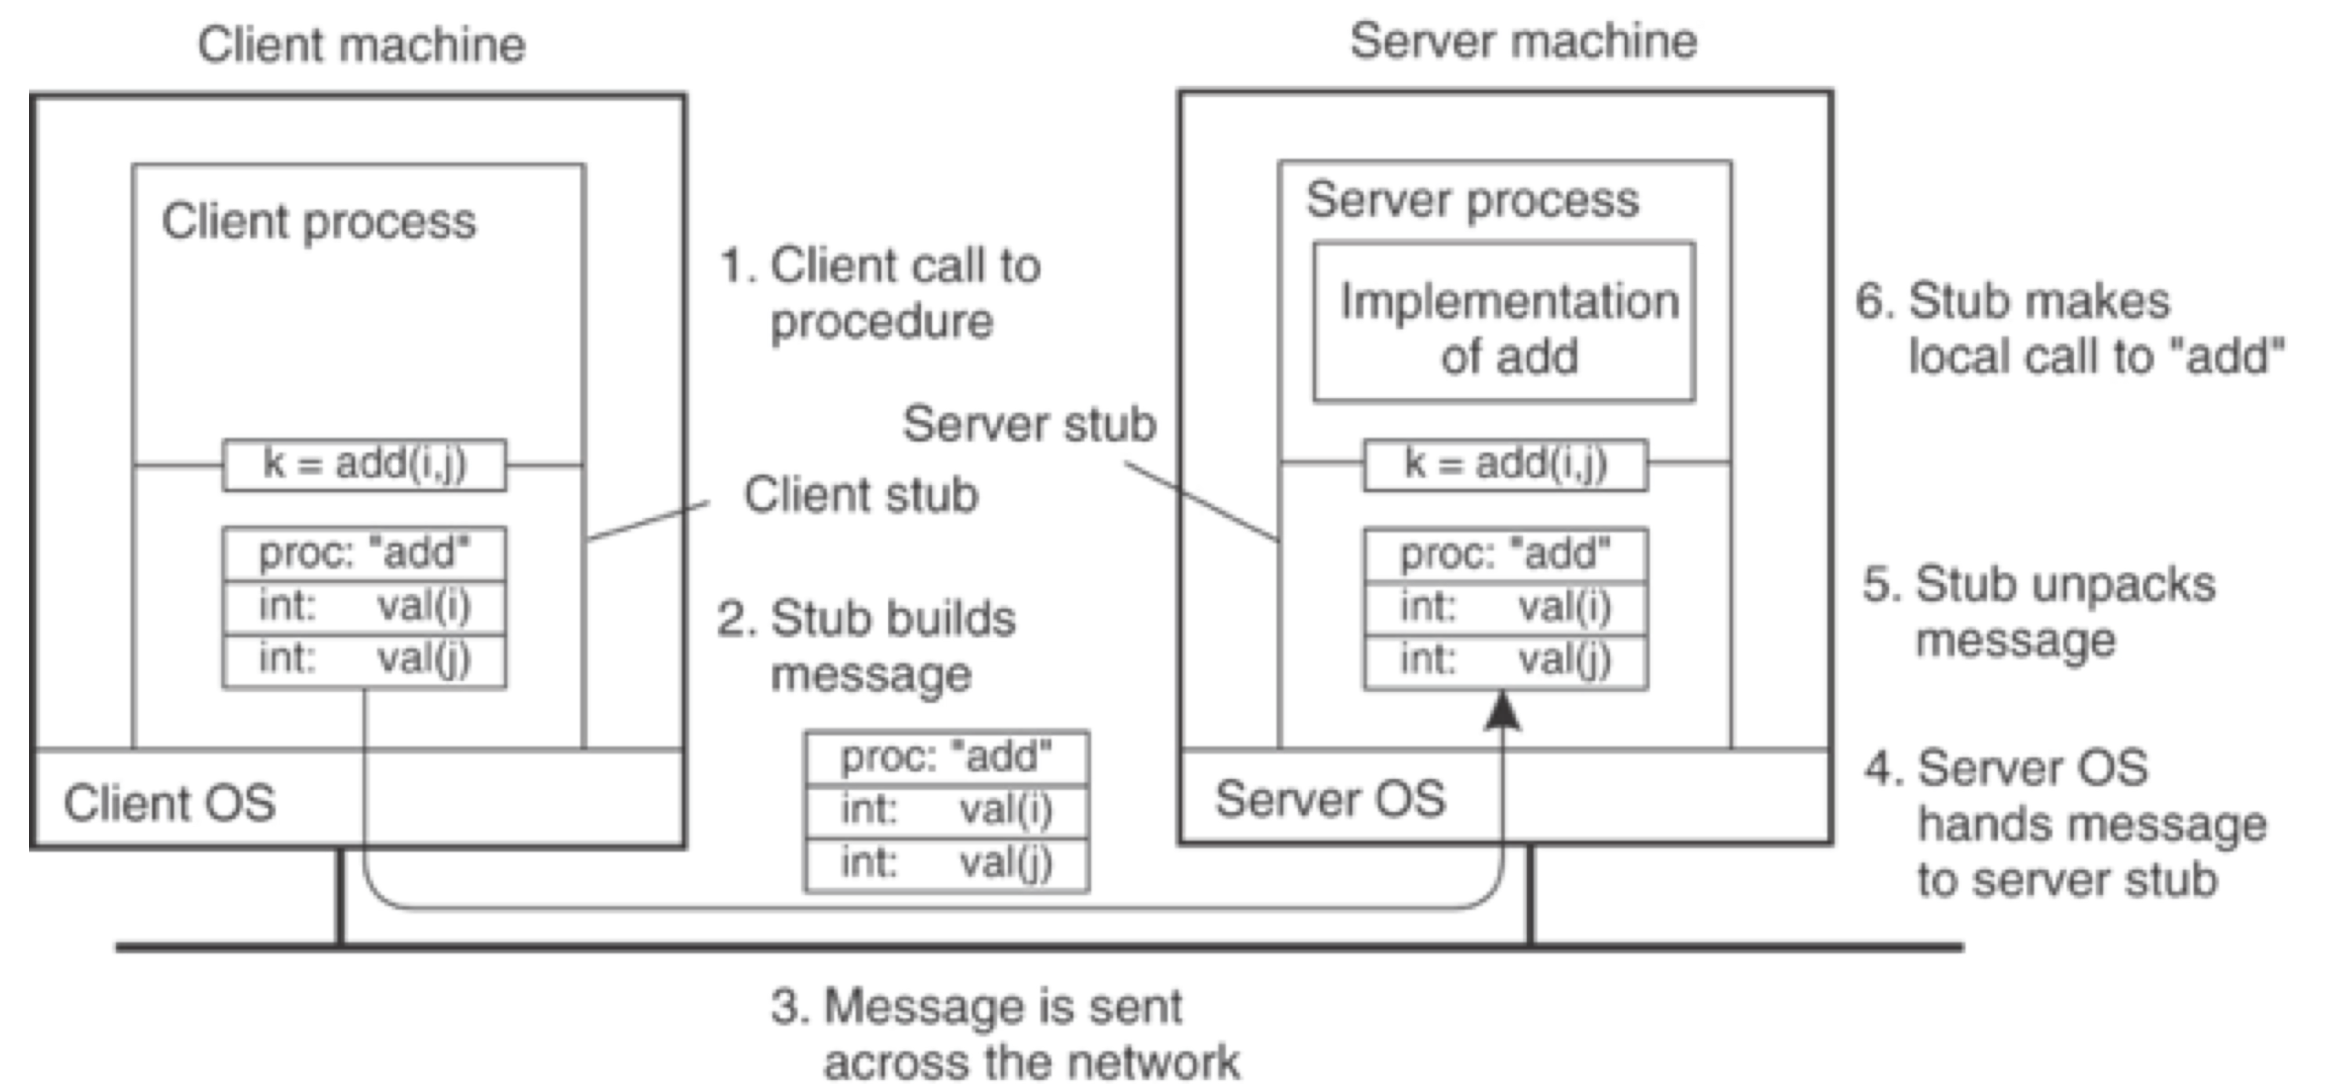 Client machine
Server machine
Client process
1. Client call to
procedure
k = add(i,j)
Client stub
proc: "add"
int: val(i)
int: val(j)
2. Stub builds
message
proc: "add"
int: val(i)
int: val(j)
Client OS
3. Message is sent
across the network
Server process
Implementation
of add
6. Stub makes
local call to "add"
Server stub
k = add(i,j)
proc: "add"
int: val(i)
int: val(j)
5. Stub unpacks
message
Server OS
4. Server OS
hands message
to server stub